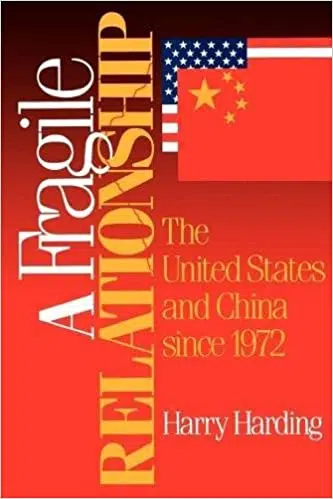 A Fragile
RELATIONSHIP
The
United States
and China
since 1972
Harry Harding